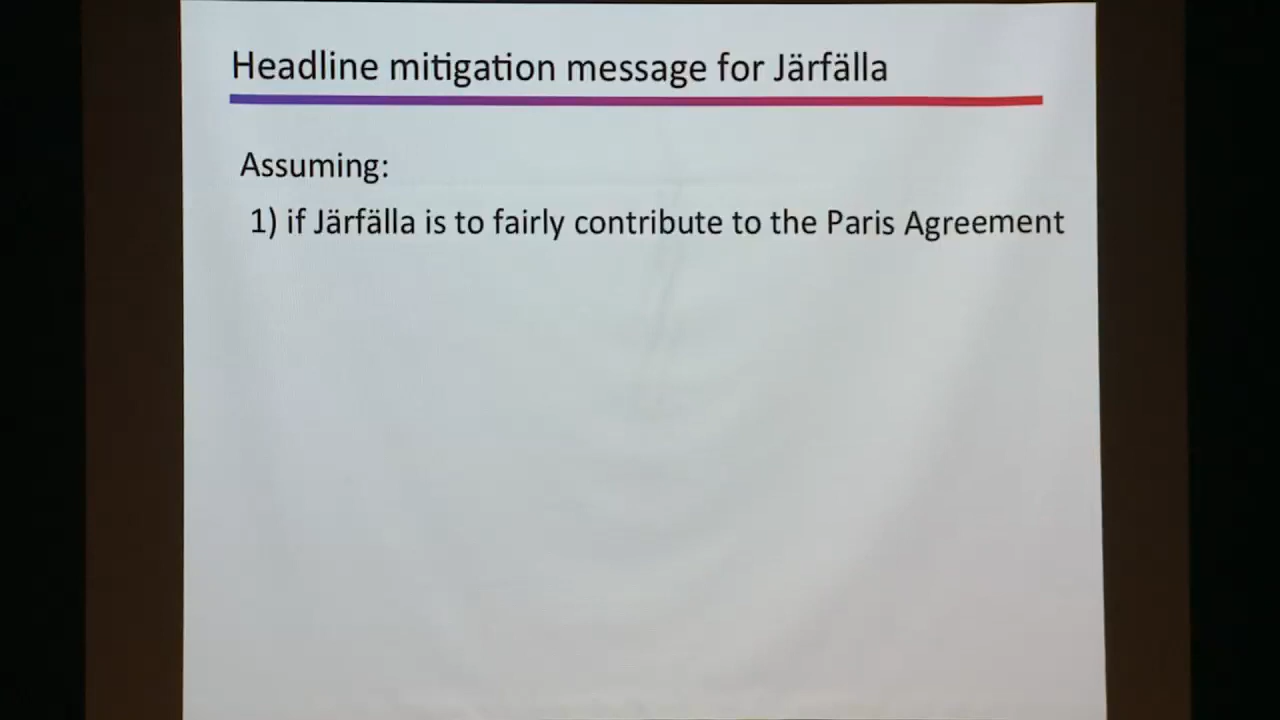 Headline mitigation message for Järfälla
Assuming:
1) if Järfälla is to fairly contribute to the Paris Agreement